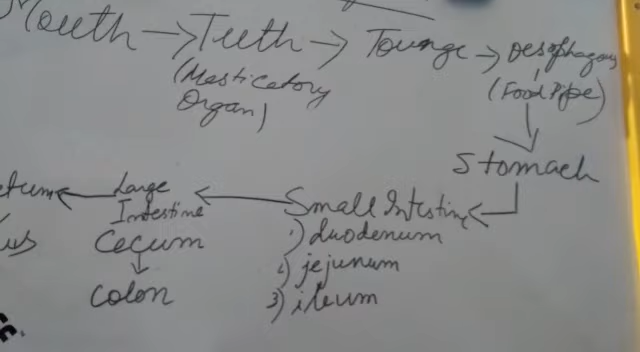 Mouth → Teeth → Tounge → Oesophagous
(Masticatory
Organ)
(Food Pipe)
Stomach
Large
Intestine
Cecum
Colon
Small Intestine
1) duodenum
2) jejunum
3) ileum